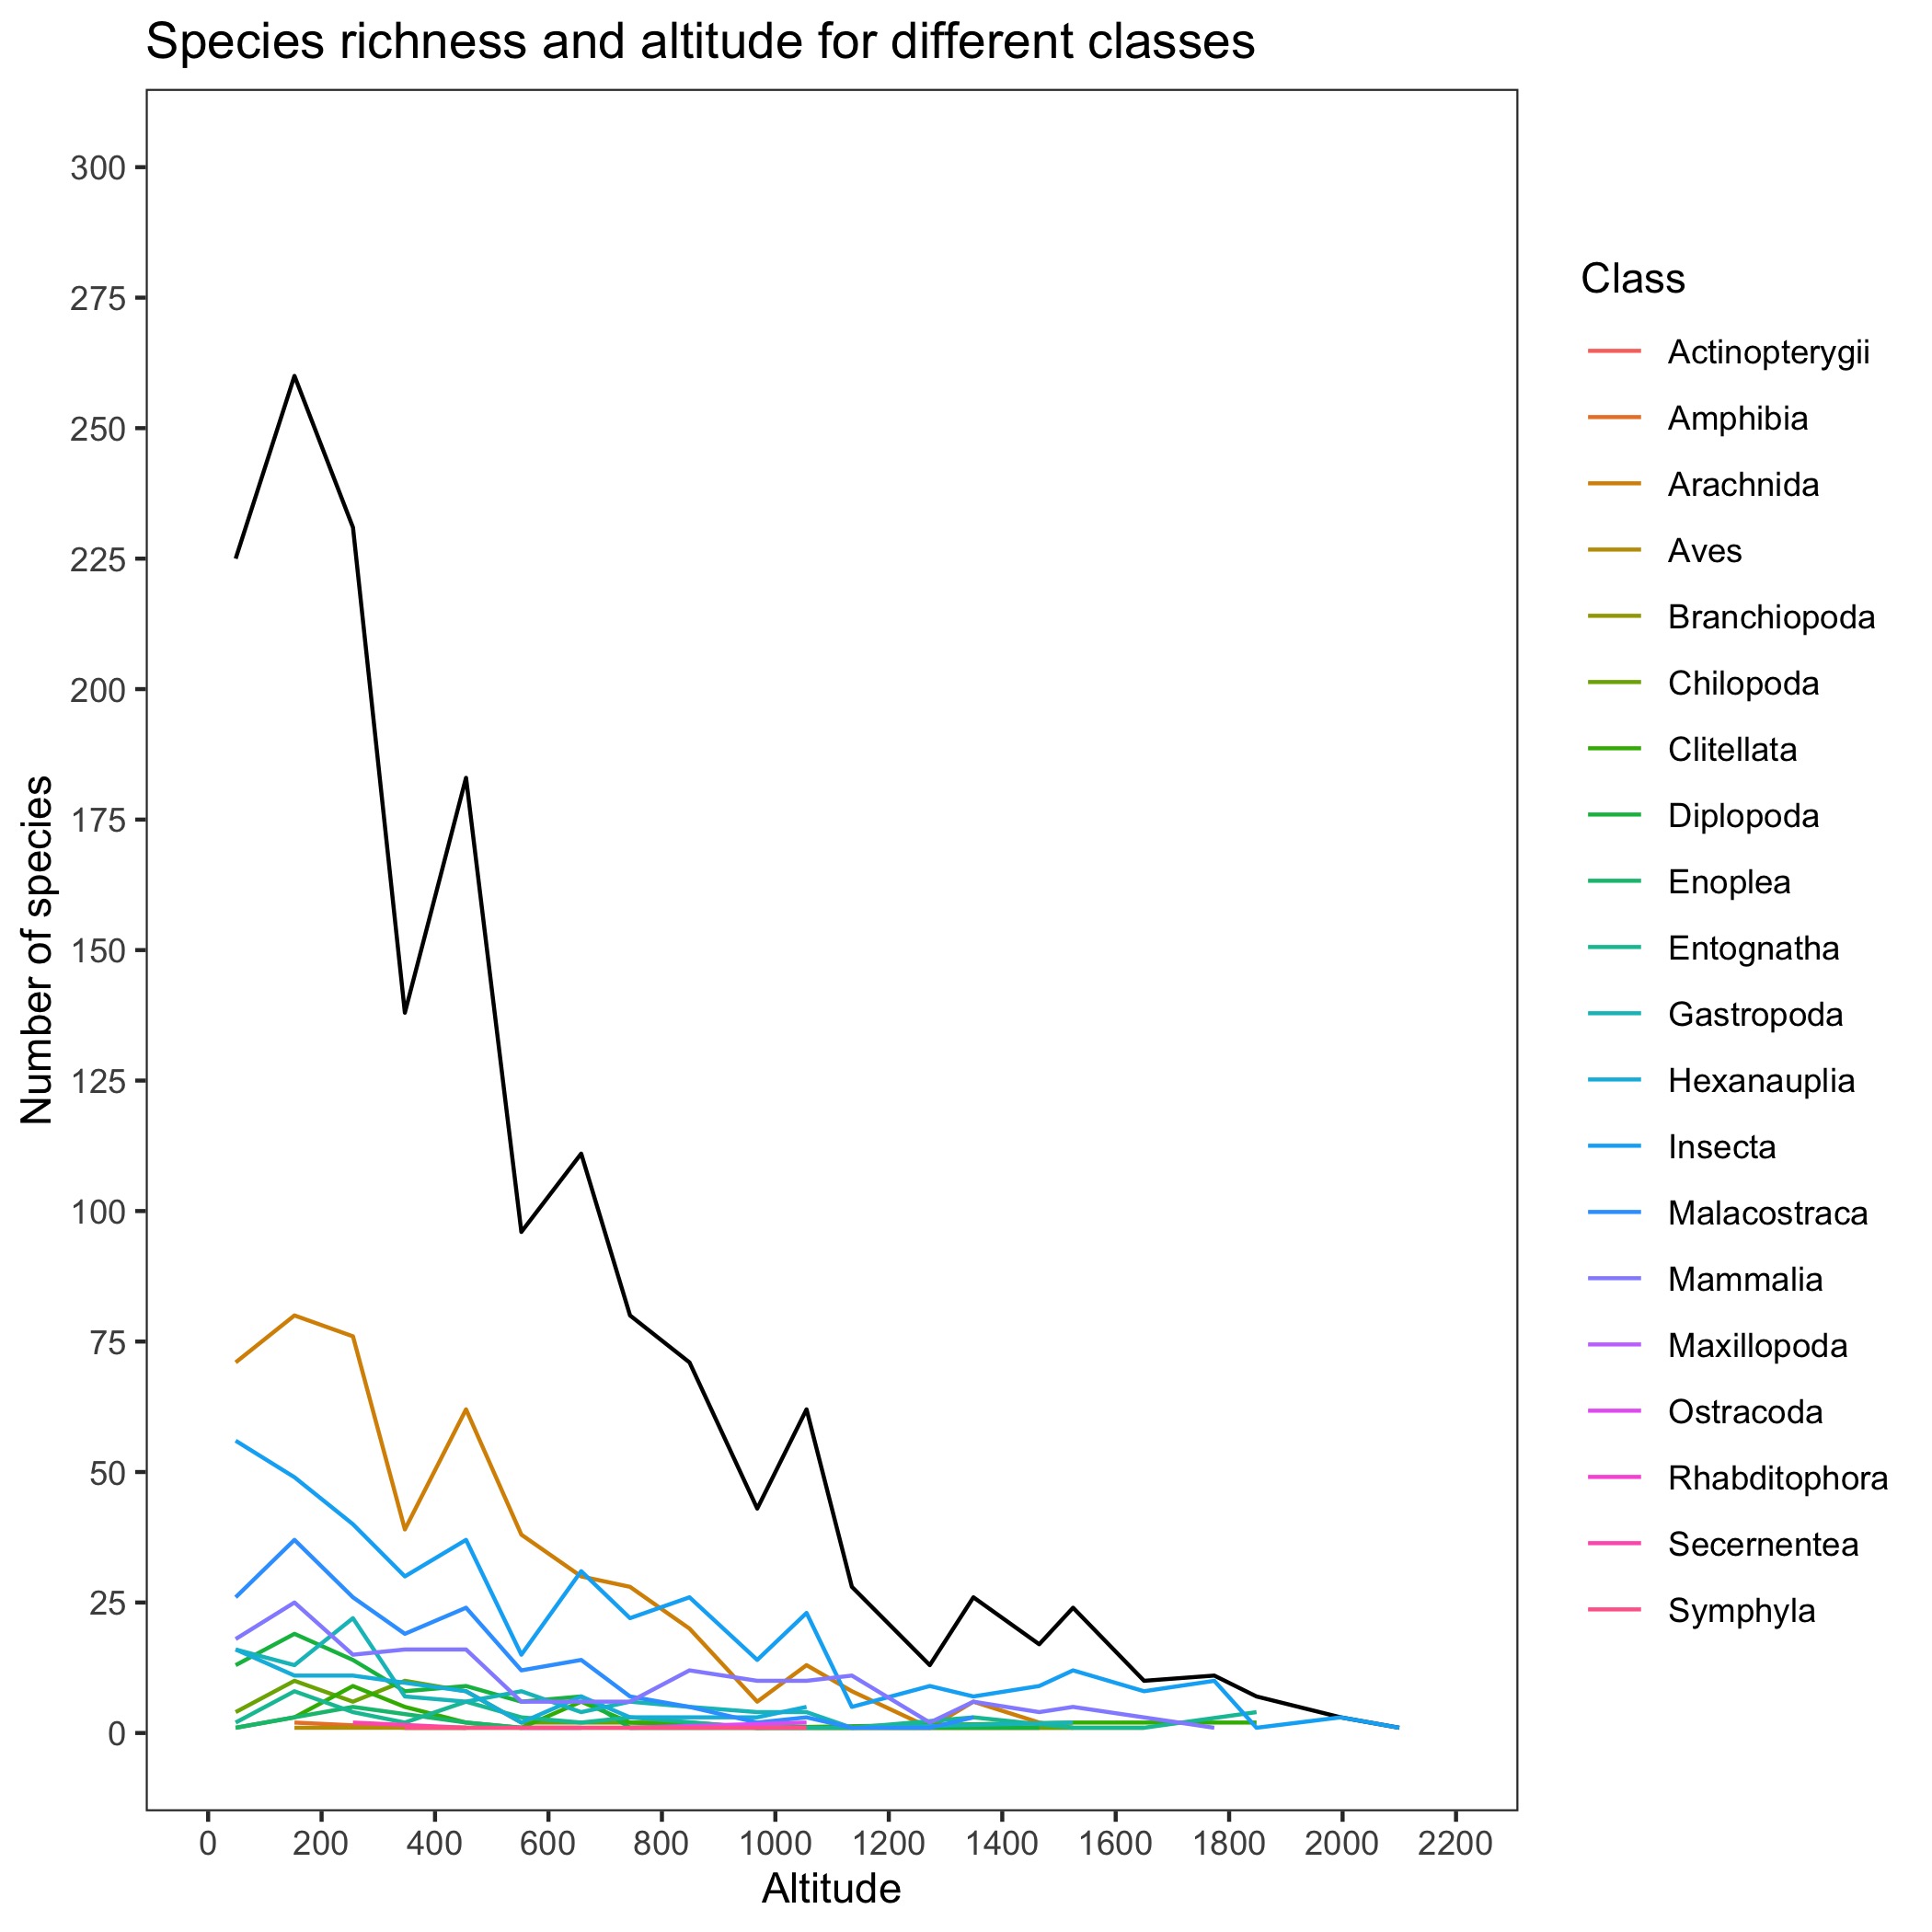 Species richness and altitude for different classes
300
275
250
225
200
175
150
125
100
75
50
25
0
Number of species
0 200 400 600 800 1000 1200 1400 1600 1800 2000 2200
Altitude
Class
Actinopterygii
Amphibia
Arachnida
Aves
Branchiopoda
Chilopoda
Clitellata
Diplopoda
Enoplea
Entognatha
Gastropoda
Hexanauplia
Insecta
Malacostraca
Mammalia
Maxillopoda
Ostracoda
Rhabditophora
Secernentea
Symphyla